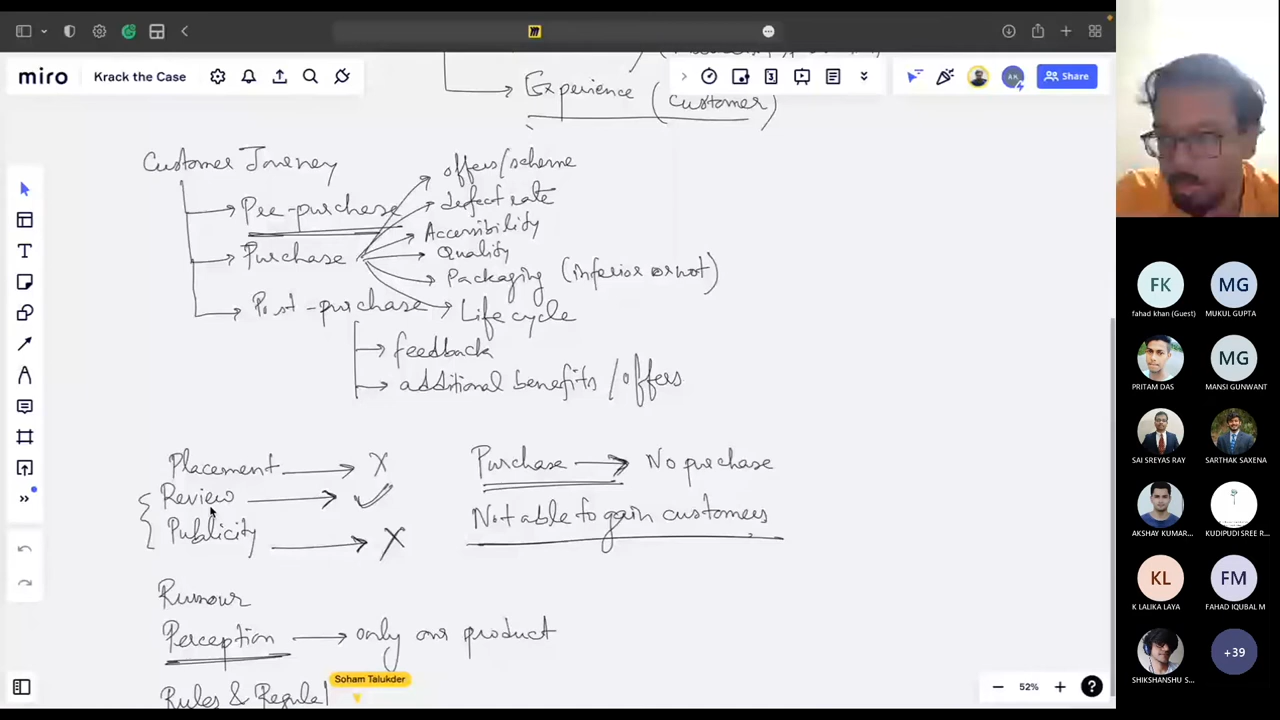 miro
Krack the Case
Share
AK
Experience (customer)
Customer Journey
Pre-purchase
Purchase
Post-purchase
offers/scheme
defect rate
Accessibility
Quality
Packaging (inferior or not)
Life cycle
feedback
additional benefits / offers
Placement → X
Review → ✓
Publicity → X
Purchase → No purchase
Not able to gain customers
Rumour
Perception → only our product
Rules & Regul
Soham Talukder
52%
FK
fahad khan (Guest)
MG
MUKUL GUPTA
PRITAM DAS
MG
MANSI GUNWANT
SAI SREYAS RAY
SARTHAK SAXENA
AKSHAY KUMAR...
KUDIPUDI SREE R...
KL
K LALIKA LAYA
FM
FAHAD IQBAL M
SHIKSHANSHU S...
+39